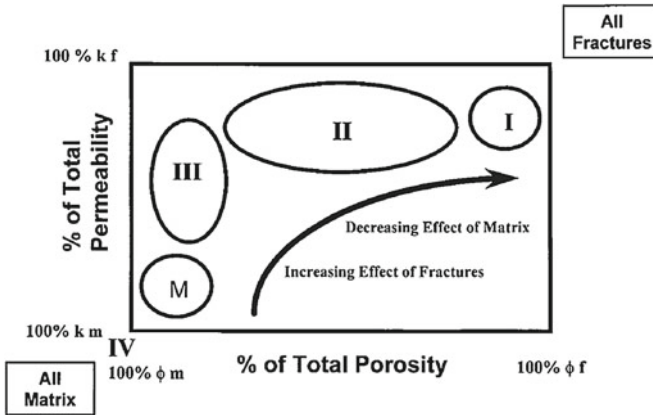 All
Fractures
100 % k f
% of Total
Permeability
I
II
III
Decreasing Effect of Matrix
Increasing Effect of Fractures
M
100% k m
IV
100% ϕ m
% of Total Porosity
100% ϕ f
All
Matrix